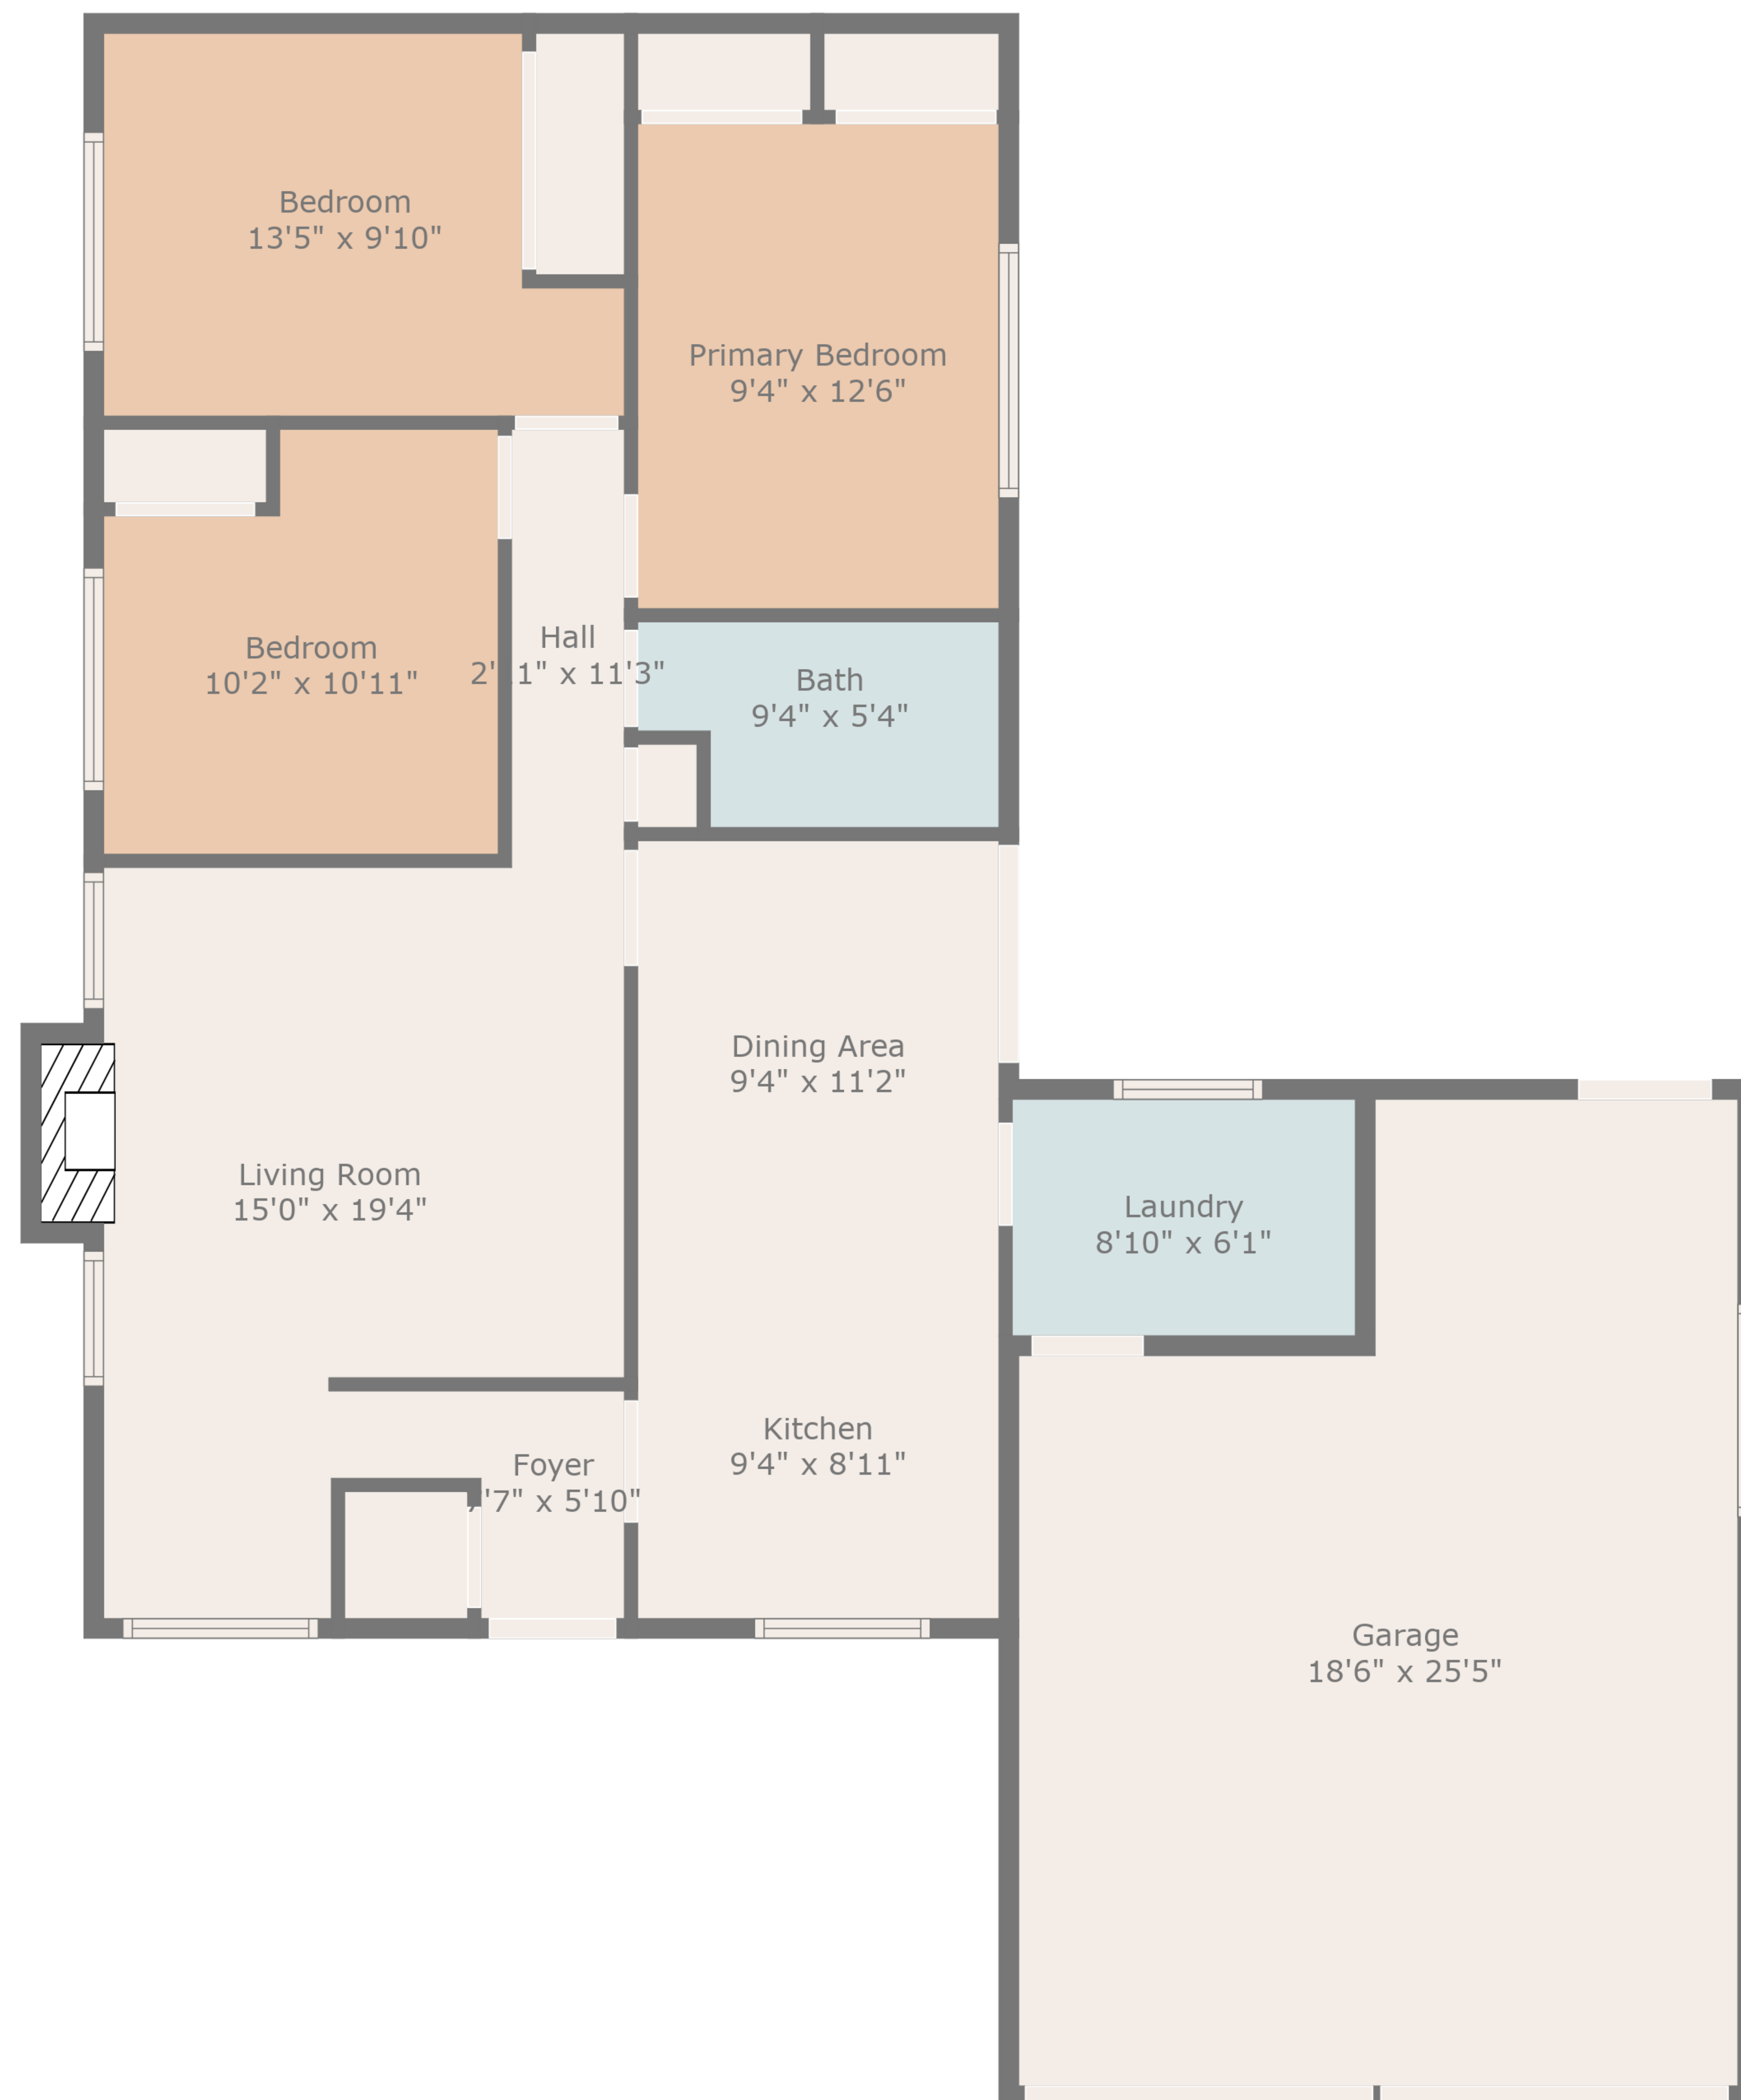 Bedroom
13'5" x 9'10"
Primary Bedroom
9'4" x 12'6"
Bedroom
10'2" x 10'11"
Hall
x 11'3"
Bath
9'4" x 5'4"
Dining Area
9'4" x 11'2"
Living Room
15'0" x 19'4"
Laundry
8'10" x 6'1"
Kitchen
9'4" x 8'11"
Foyer
x 5'10"
Garage
18'6" x 25'5"